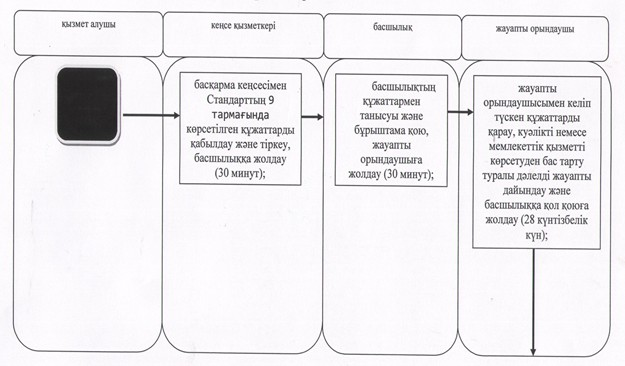 қызмет алушы
кеңсе қызметкері
басшылық
жауапты орындаушы
басқарма кеңсесімен
Стандарттың 9
тармағында
көрсетілген құжаттарды
қабылдау және тіркеу,
басшылыққа жолдау
(30 минут);
басшылықтың
құжаттармен
танысуы және
бұрыштама қою,
жауапты
орындаушыға
жолдау (30 минут);
жауапты
орындаушысымен келіп
түскен құжаттарды
қарау, куәлікті немесе
мемлекеттік қызметті
көрсетуден бас тарту
туралы дәлелді жауапты
дайындау және
басшылыққа қол қоюға
жолдау (28 күнтізбелік
күн);